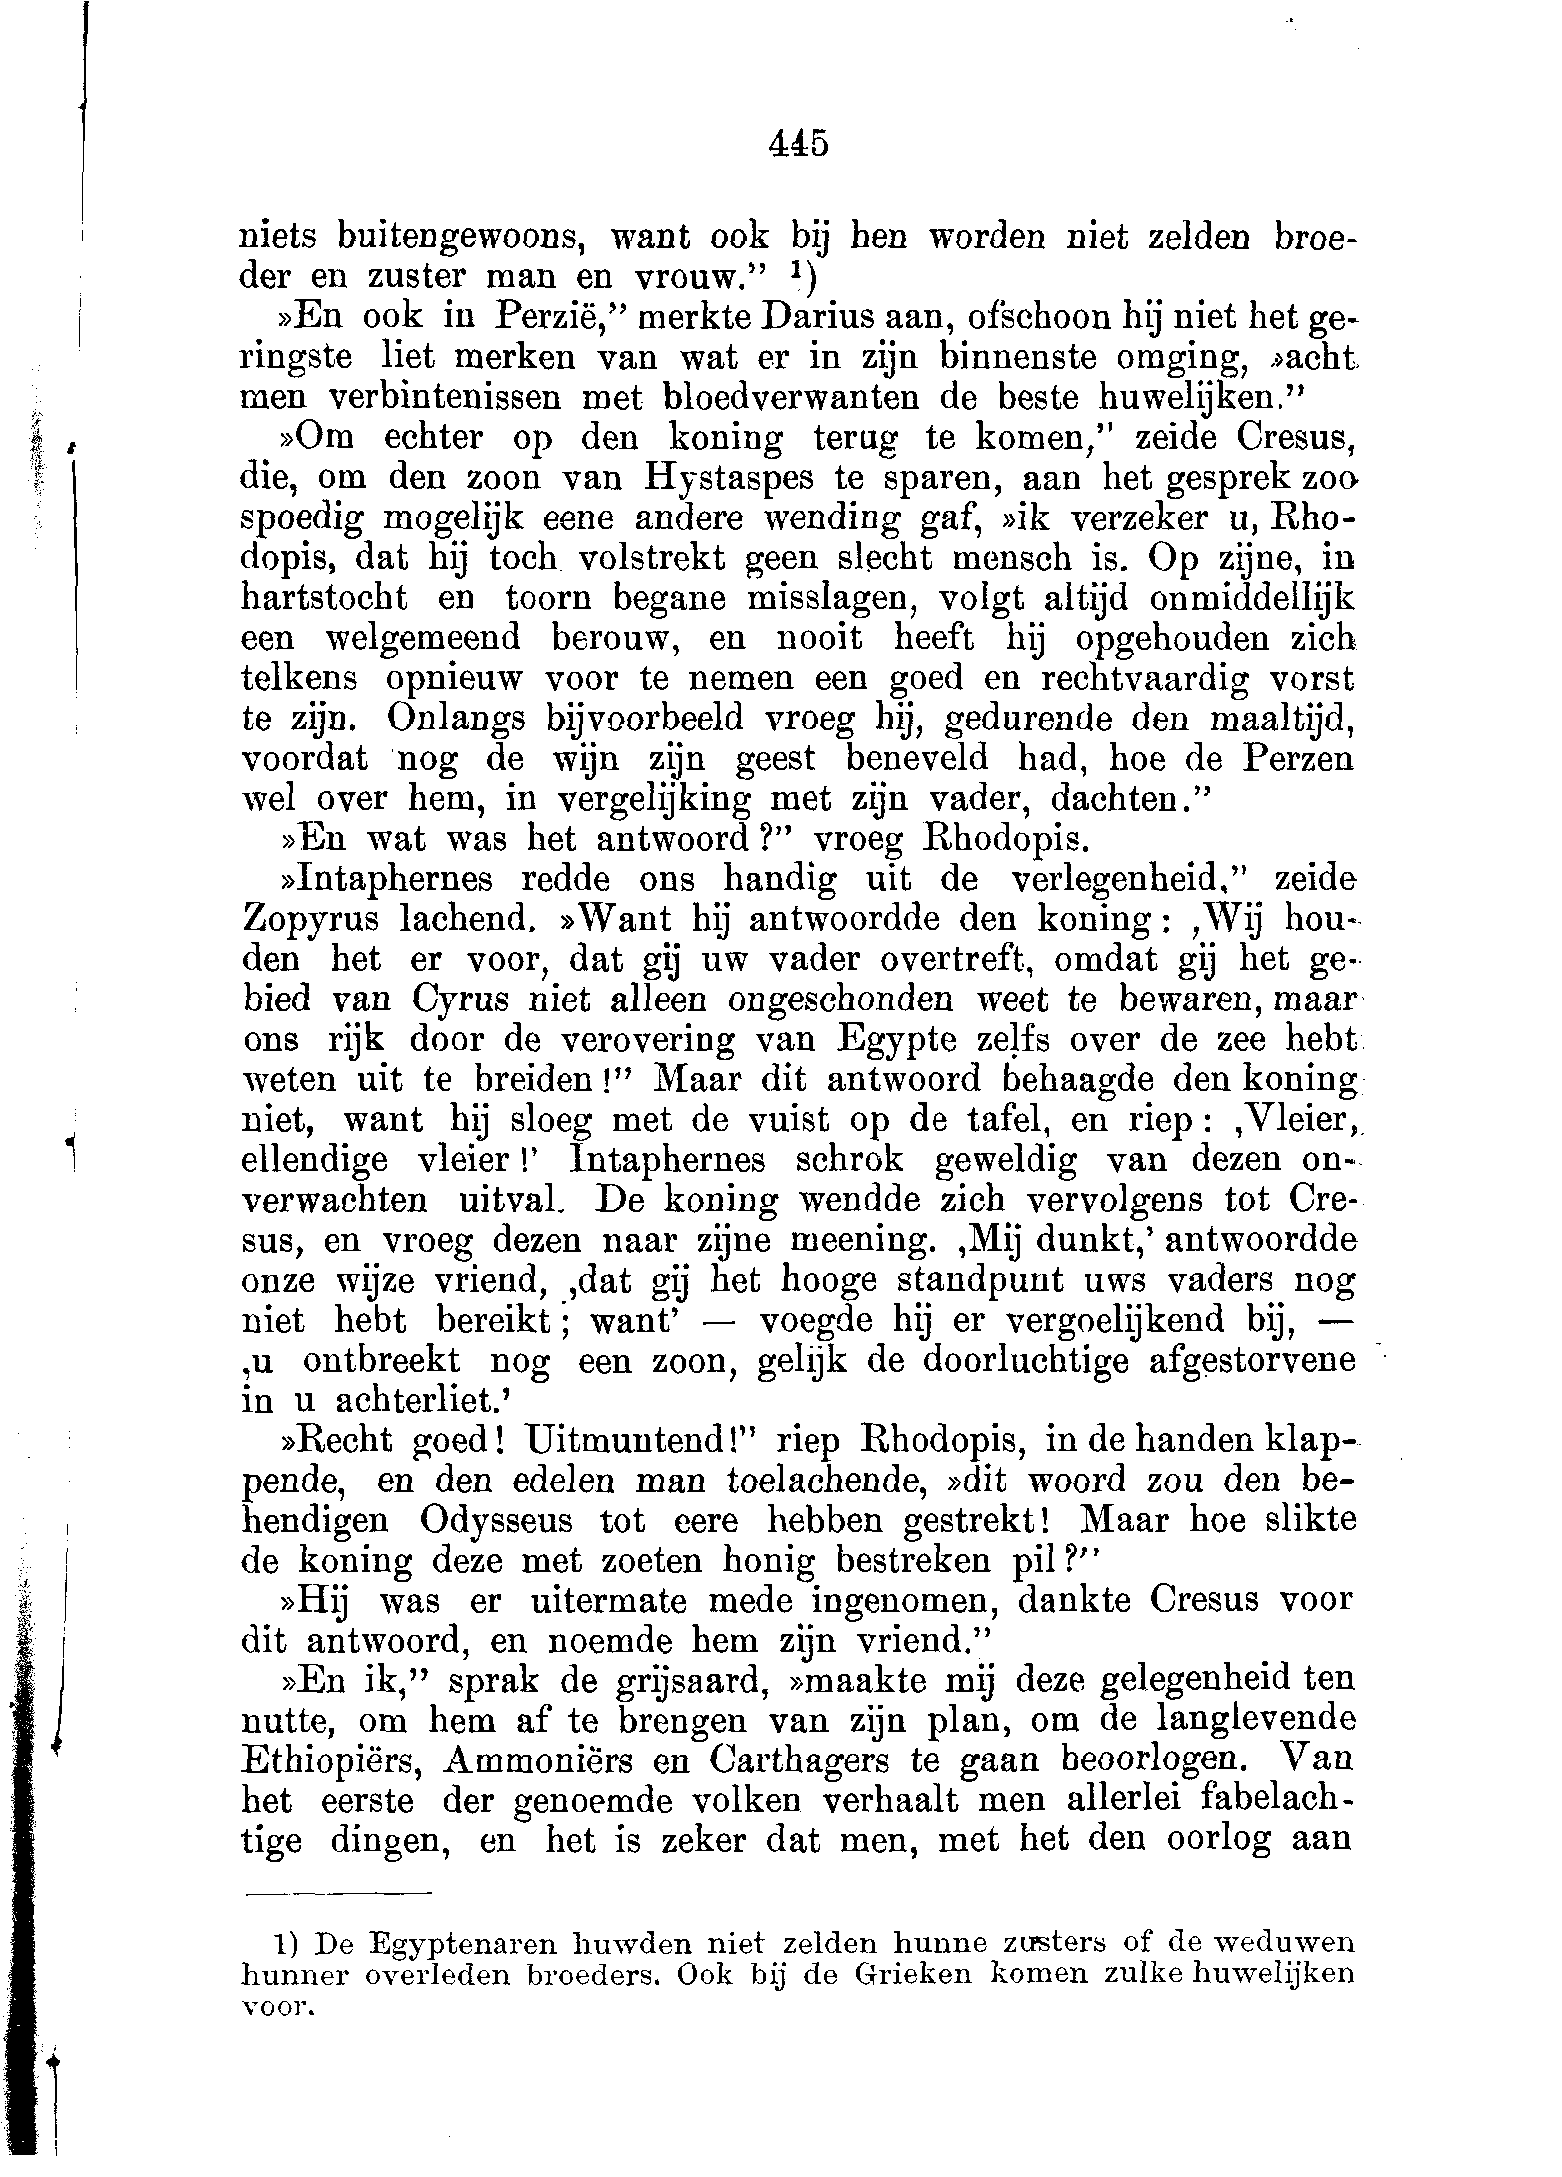 445
niets buitengewoons, want ook bij hen worden niet zelden broe-
der en zuster man en vrouw.” ¹)
»En ook in Perzië,” merkte Darius aan, ofschoon hij niet het ge-
ringste liet merken van wat er in zijn binnenste omging, »acht
men verbintenissen met bloedverwanten de beste huwelijken.”
»Om echter op den koning terug te komen,” zeide Cresus,
die, om den zoon van Hystaspes te sparen, aan het gesprek zoo
spoedig mogelijk eene andere wending gaf, »ik verzeker u, Rho-
dopis, dat hij toch volstrekt geen slecht mensch is. Op zijne, in
hartstocht en toorn begane misslagen, volgt altijd onmiddellijk
een welgemeend berouw, en nooit heeft hij opgehouden zich
telkens opnieuw voor te nemen een goed en rechtvaardig vorst
te zijn. Onlangs bijvoorbeeld vroeg hij, gedurende den maaltijd,
voordat nog de wijn zijn geest beneveld had, hoe de Perzen
wel over hem, in vergelijking met zijn vader, dachten.”
»En wat was het antwoord?” vroeg Rhodopis.
»Intaphernes redde ons handig uit de verlegenheid,” zeide
Zopyrus lachend. »Want hij antwoordde den koning: ‚Wij hou-
den het er voor, dat gij uw vader overtreft, omdat gij het ge-
bied van Cyrus niet alleen ongeschonden weet te bewaren, maar
ons rijk door de verovering van Egypte zelfs over de zee hebt
weten uit te breiden!” Maar dit antwoord behaagde den koning
niet, want hij sloeg met de vuist op de tafel, en riep: ‚Vleier,
ellendige vleier!’ Intaphernes schrok geweldig van dezen on-
verwachten uitval. De koning wendde zich vervolgens tot Cre-
sus, en vroeg dezen naar zijne meening. ‚Mij dunkt,’ antwoordde
onze wijze vriend, ‚dat gij het hooge standpunt uws vaders nog
niet hebt bereikt; want’ — voegde hij er vergoelijkend bij, —
‚u ontbreekt nog een zoon, gelijk de doorluchtige afgestorvene
in u achterliet.’
»Recht goed! Uitmuntend!” riep Rhodopis, in de handen klap-
pende, en den edelen man toelachende, »dit woord zou den be-
hendigen Odysseus tot eere hebben gestrekt! Maar hoe slikte
de koning deze met zoeten honig bestreken pil?”
»Hij was er uitermate mede ingenomen, dankte Cresus voor
dit antwoord, en noemde hem zijn vriend.”
»En ik,” sprak de grijsaard, »maakte mij deze gelegenheid ten
nutte, om hem af te brengen van zijn plan, om de langlevende
Ethiopiërs, Ammoniërs en Carthagers te gaan beoorlogen. Van
het eerste der genoemde volken verhaalt men allerlei fabelach-
tige dingen, en het is zeker dat men, met het den oorlog aan
1) De Egyptenaren huwden niet zelden hunne zusters of de weduwen
hunner overleden broeders. Ook bij de Grieken komen zulke huwelijken
voor.